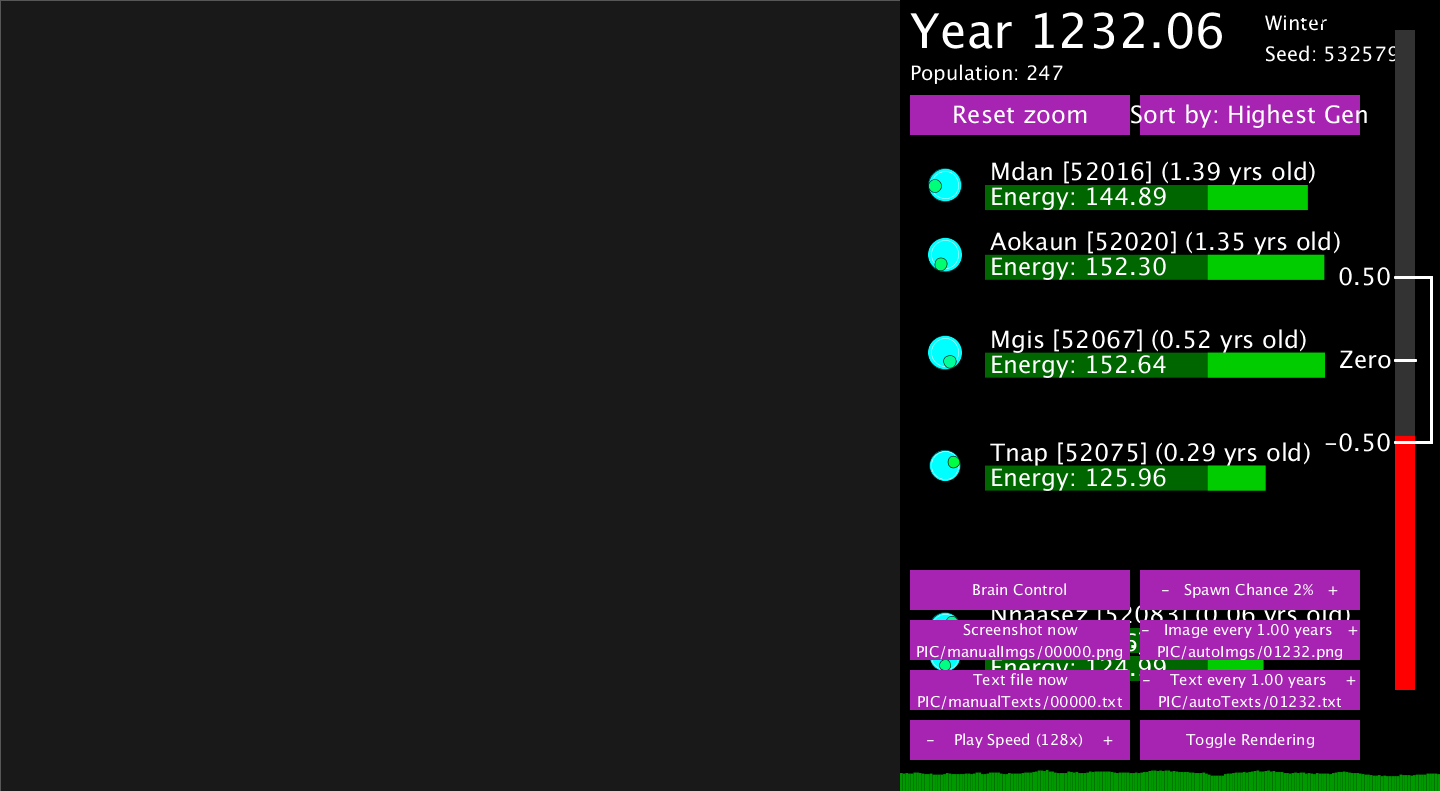 Year 1232.06
Winter
Seed: 532579
Population: 247
Reset zoom
Sort by: Highest Gen
Mdan [52016] (1.39 yrs old)
Energy: 144.89
Aokaun [52020] (1.35 yrs old)
Energy: 152.30
0.50
Mgis [52067] (0.52 yrs old)
Energy: 152.64
Zero
-0.50
Tnap [52075] (0.29 yrs old)
Energy: 125.96
Brain Control
- Spawn Chance 2% +
Nhaasez [52083] (0.06 yrs old)
Screenshot now
PIC/manualImgs/00000.png
- Image every 1.00 years +
PIC/autoImgs/01232.png
Energy: 124.99
Text file now
PIC/manualTexts/00000.txt
- Text every 1.00 years +
PIC/autoTexts/01232.txt
- Play Speed (128x) +
Toggle Rendering